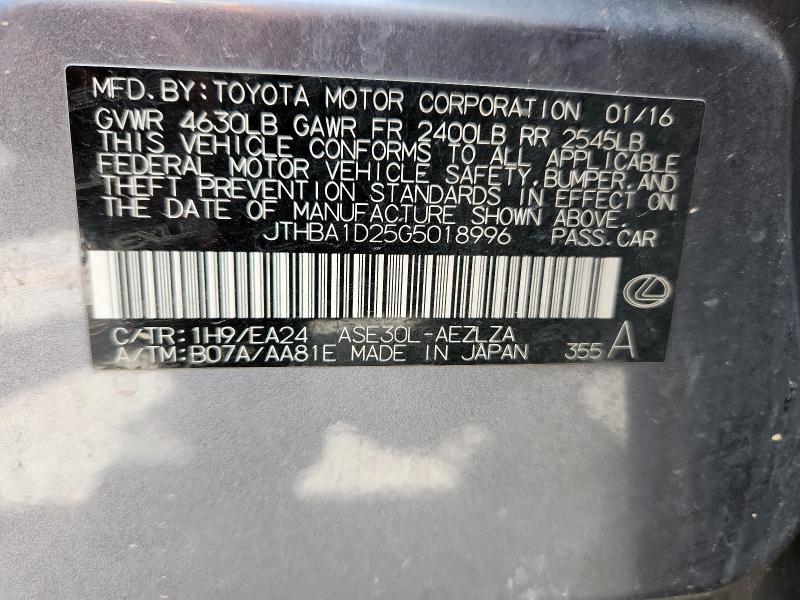 MFD. BY: TOYOTA MOTOR CORPORATION 01/16
GVWR 4630LB GAWR FR 2400LB RR 2545LB
THIS VEHICLE CONFORMS TO ALL APPLICABLE
FEDERAL MOTOR VEHICLE SAFETY, BUMPER, AND
THEFT PREVENTION STANDARDS IN EFFECT ON
THE DATE OF MANUFACTURE SHOWN ABOVE.
JTHBA1D25G5018996 PASS. CAR
C/TR: 1H9/EA24 ASE30L-AEZLZA
A/TM: B07A/AA81E MADE IN JAPAN 355 A